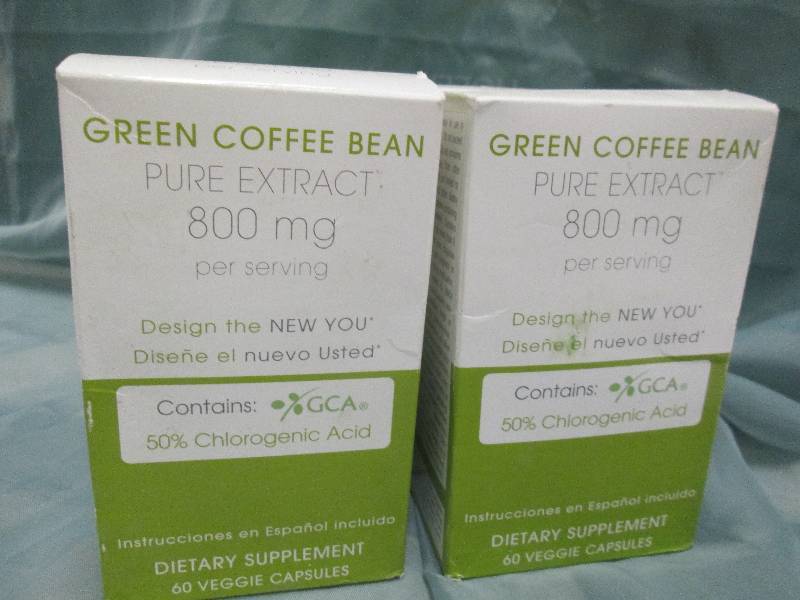 GREEN COFFEE BEAN
PURE EXTRACT*
800 mg
per serving
Design the NEW YOU*
Diseñe el nuevo Usted*
Contains: GCA®
50% Chlorogenic Acid
Instrucciones en Español incluido
DIETARY SUPPLEMENT
60 VEGGIE CAPSULES
GREEN COFFEE BEAN
PURE EXTRACT*
800 mg
per serving
Design the NEW YOU*
Diseñe el nuevo Usted*
Contains: GCA®
50% Chlorogenic Acid
Instrucciones en Español incluido
DIETARY SUPPLEMENT
60 VEGGIE CAPSULES